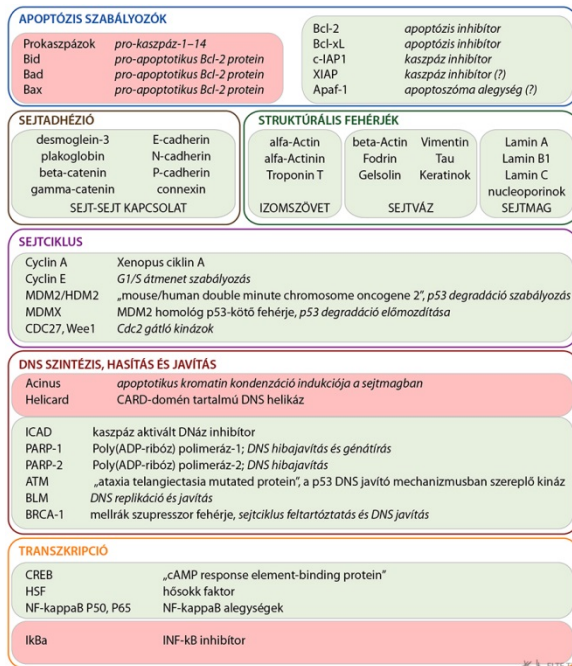 APOPTÓZIS SZABÁLYOZÓK
Prokaszpázok pro-kaszpáz-1–14
Bid pro-apoptotikus Bcl-2 protein
Bad pro-apoptotikus Bcl-2 protein
Bax pro-apoptotikus Bcl-2 protein
Bcl-2 apoptózis inhibítor
Bcl-xL apoptózis inhibítor
c-IAP1 kaszpáz inhibítor
XIAP kaszpáz inhibítor (?)
Apaf-1 apoptoszóma alegység (?)
SEJTADHÉZIÓ
desmoglein-3 E-cadherin
plakoglobin N-cadherin
beta-catenin P-cadherin
gamma-catenin connexin
SEJT-SEJT KAPCSOLAT
STRUKTÚRÁLIS FEHÉRJÉK
alfa-Actin
alfa-Actinin
Troponin T
IZOMSZÖVET
beta-Actin Vimentin
Fodrin Tau
Gelsolin Keratinok
SEJTVÁZ
Lamin A
Lamin B1
Lamin C
nucleoporinok
SEJTMAG
SEJTCIKLUS
Cyclin A Xenopus ciklin A
Cyclin E G1/S átmenet szabályozás
MDM2/HDM2 „mouse/human double minute chromosome oncogene 2”, p53 degráció szabályozás
MDMX MDM2 homológ p53-kötő fehérje, p53 degráció előmozdítása
CDC27, Wee1 Cdc2 gátló kinázok
DNS SZINTÉZIS, HASÍTÁS ÉS JAVÍTÁS
Acinus apoptotikus kromatin kondenzáció indukciója a sejtmagban
Helicard CARD-domén tartalmú DNS helikáz
ICAD kaszpáz aktivált DNáz inhibítor
PARP-1 Poly(ADP-ribóz) polimeráz-1; DNS hibajavítás és génátírás
PARP-2 Poly(ADP-ribóz) polimeráz-2; DNS hibajavítás
ATM „ataxia telangiectasia mutated protein”, a p53 DNS javító mechanizmusban szereplő kináz
BLM DNS replikáció és javítás
BRCA-1 mellrák szupresszor fehérje, sejtciklus feltartóztatás és DNS javítás
TRANSZKRIPCIÓ
CREB „cAMP response element-binding protein”
HSF hősokk faktor
NF-kappaB P50, P65 NF-kappaB alegységek
IkBa INF-kB inhibítor